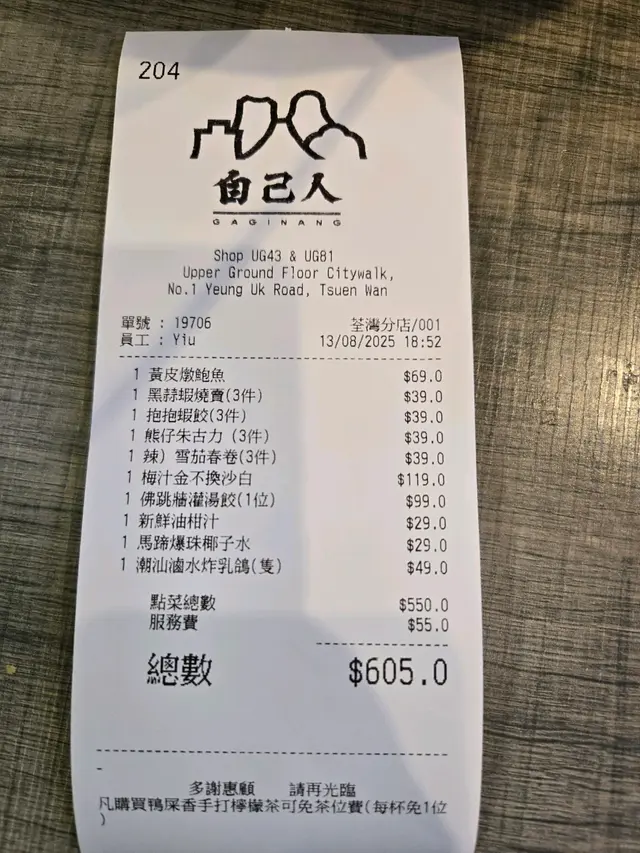 204
自己人
GAGINANG
Shop UG43 & UG81
Upper Ground Floor Citywalk,
No.1 Yeung Uk Road, Tsuen Wan
單號 : 19706 荃灣分店/001
員工 : Yiu 13/08/2025 18:52
1 黃皮燉鮑魚 $69.0
1 黑蒜蝦燒賣(3件) $39.0
1 抱抱蝦餃(3件) $39.0
1 熊仔朱古力 (3件) $39.0
1 辣) 雪茄春卷(3件) $39.0
1 梅汁金不換沙白 $119.0
1 佛跳牆灌湯餃(1位) $99.0
1 新鮮油柑汁 $29.0
1 馬蹄爆珠椰子水 $29.0
1 潮汕滷水炸乳鴿(隻) $49.0
點菜總數 $550.0
服務費 $55.0
總數 $605.0
-
多謝惠顧 請再光臨
凡購買鴨屎香手打檸檬茶可免茶位費(每杯免1位
)